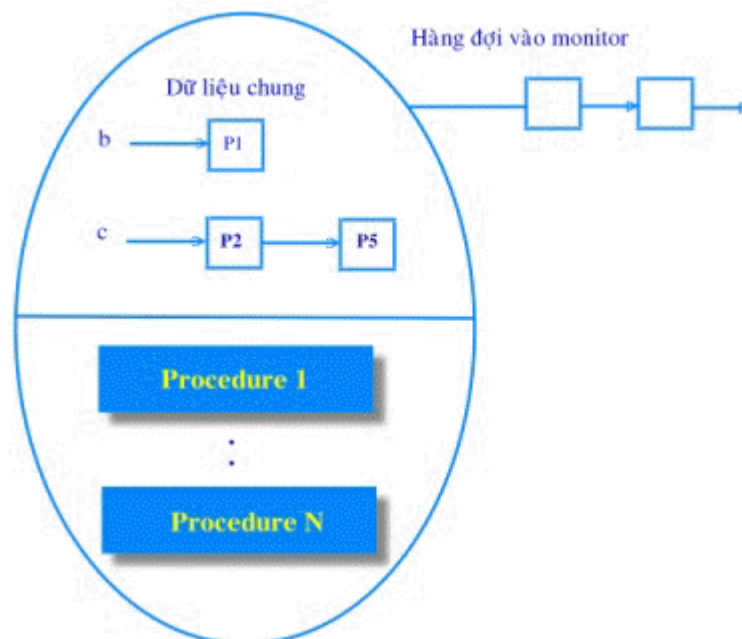 Hàng đợi vào monitor
Dữ liệu chung
b
P1
c
P2
P5
Procedure 1
Procedure N